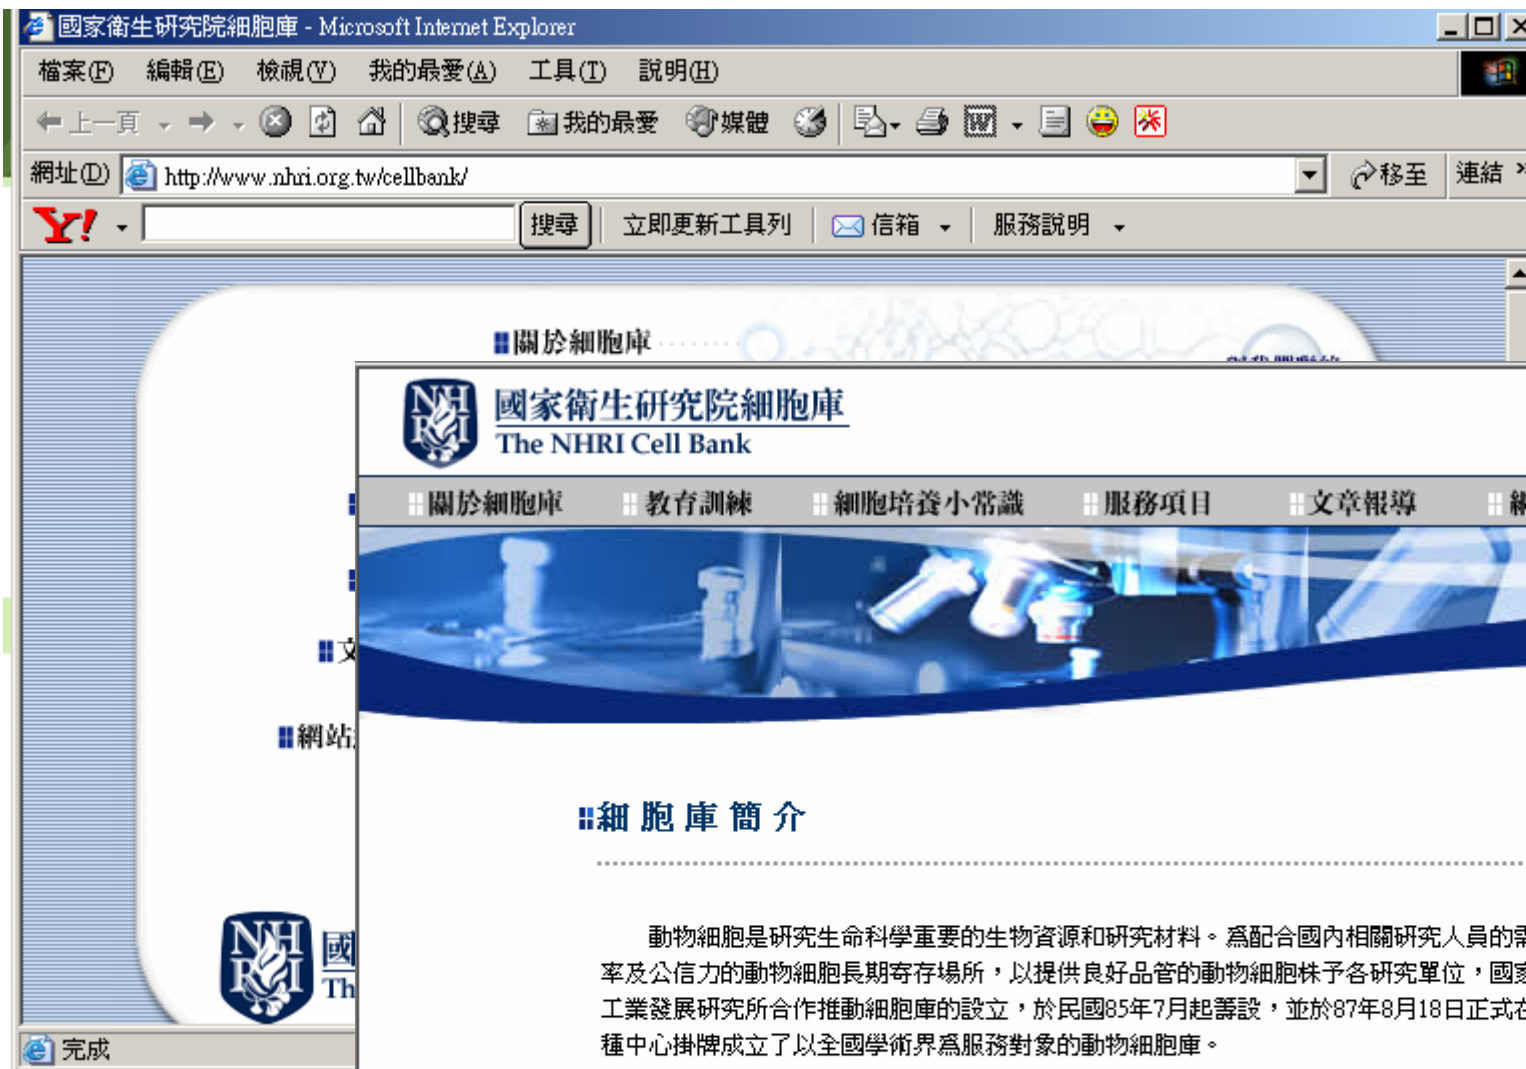 國家衛生研究院細胞庫 - Microsoft Internet Explorer
檔案(F) 編輯(E) 檢視(V) 我的最愛(A) 工具(T) 說明(H)
上一頁 搜尋 我的最愛 媒體
網址(D) http://www.nhri.org.tw/cellbank/ 移至 連結
Y! 搜尋 立即更新工具列 信箱 服務說明
關於細胞庫
NHRI 國家衛生研究院細胞庫
The NHRI Cell Bank
關於細胞庫 教育訓練 細胞培養小常識 服務項目 文章報導
文
網站
細胞庫簡介
動物細胞是研究生命科學重要的生物資源和研究材料。為配合國內相關研究人員的需
率及公信力的動物細胞長期寄存場所，以提供良好品管的動物細胞株予各研究單位，國家
工業發展研究所合作推動細胞庫的設立，於民國85年7月起籌設，並於87年8月18日正式在
種中心掛牌成立了以全國學術界為服務對象的動物細胞庫。
NHRI 國
Th
完成